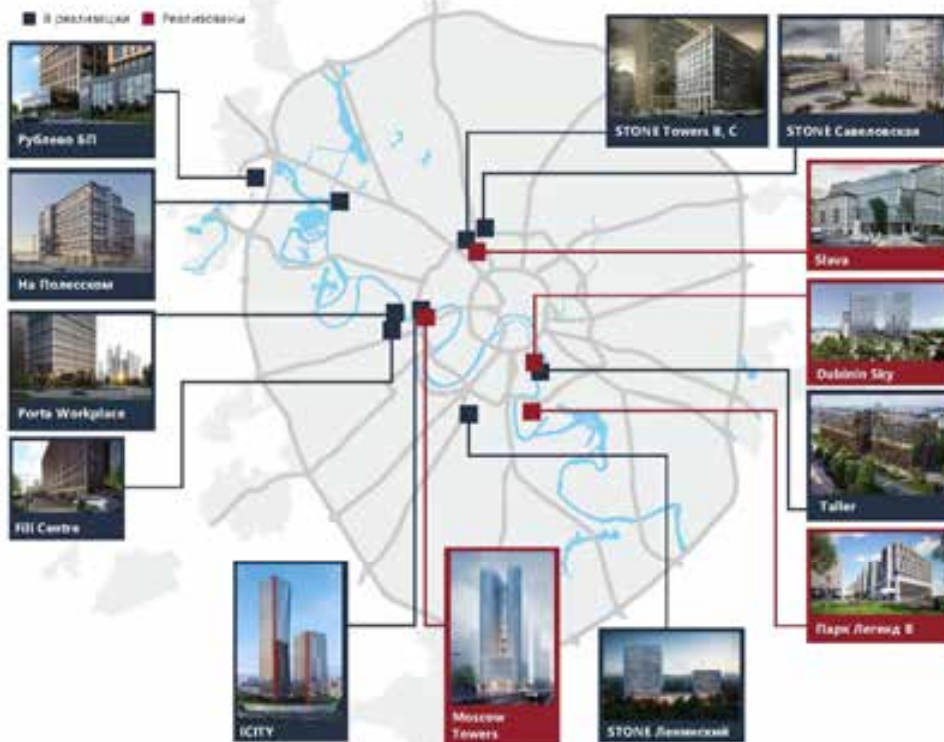 В реализации
Реализованы
Рублево БП
На Полесском
Porta Workplace
Fili Centre
ICITY
Moscow
Towers
STONE Ленинский
STONE Towers B, C
STONE Савеловская
Slava
Dubinin Sky
Taller
Парк Легенд B